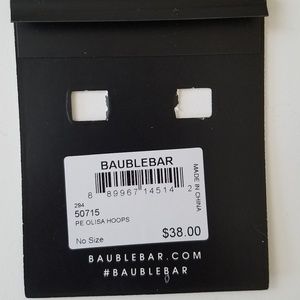 BAUBLEBAR
8 89967 14514 2
MADE IN CHINA
294
50715
PE OLISA HOOPS
No Size
$38.00
BAUBLEBAR.COM
#BAUBLEBAR